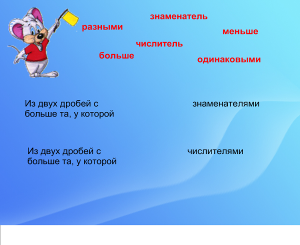 знаменатель
разными
меньше
числитель
больше
одинаковыми
Из двух дробей с знаменателями
больше та, у которой
Из двух дробей с числителями
больше та, у которой